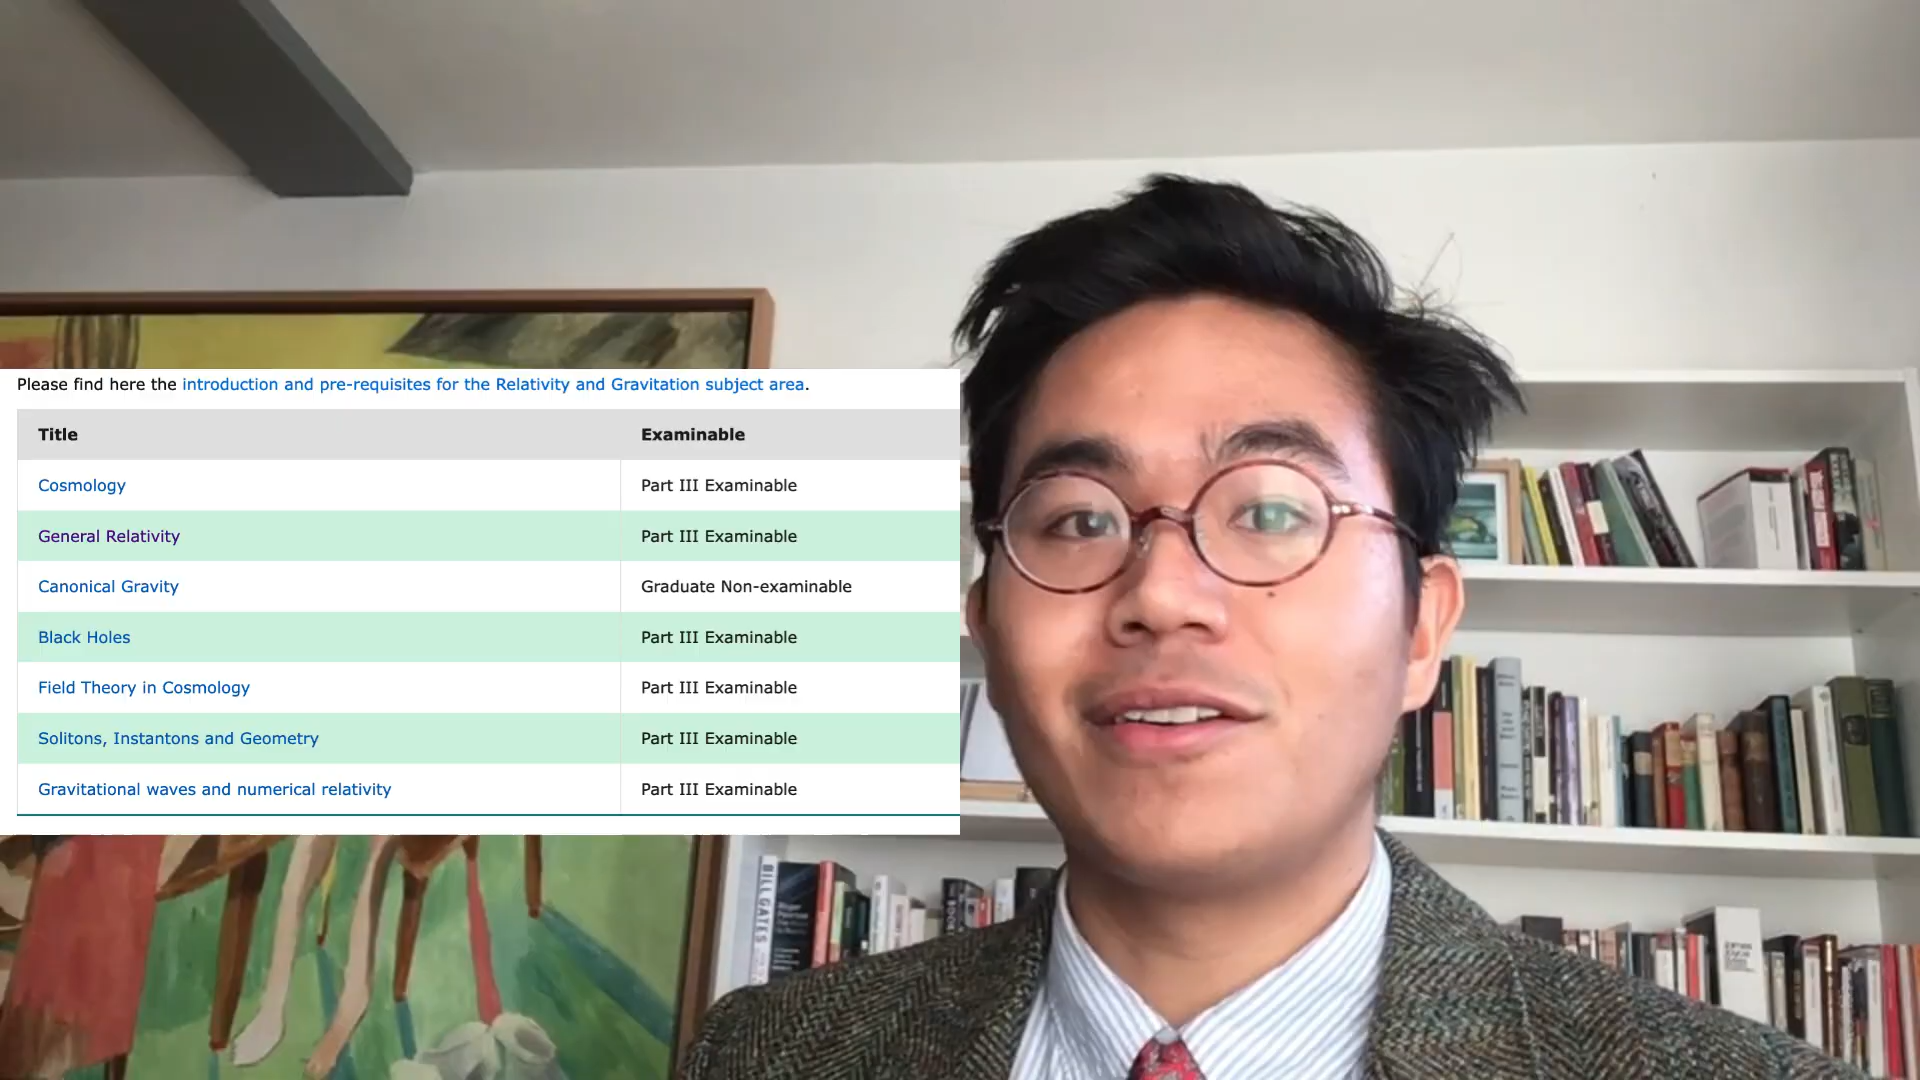 Please find here the introduction and pre-requisites for the Relativity and Gravitation subject area.
Title Examinable
Cosmology Part III Examinable
General Relativity Part III Examinable
Canonical Gravity Graduate Non-examinable
Black Holes Part III Examinable
Field Theory in Cosmology Part III Examinable
Solitons, Instantons and Geometry Part III Examinable
Gravitational waves and numerical relativity Part III Examinable
BILL GATES